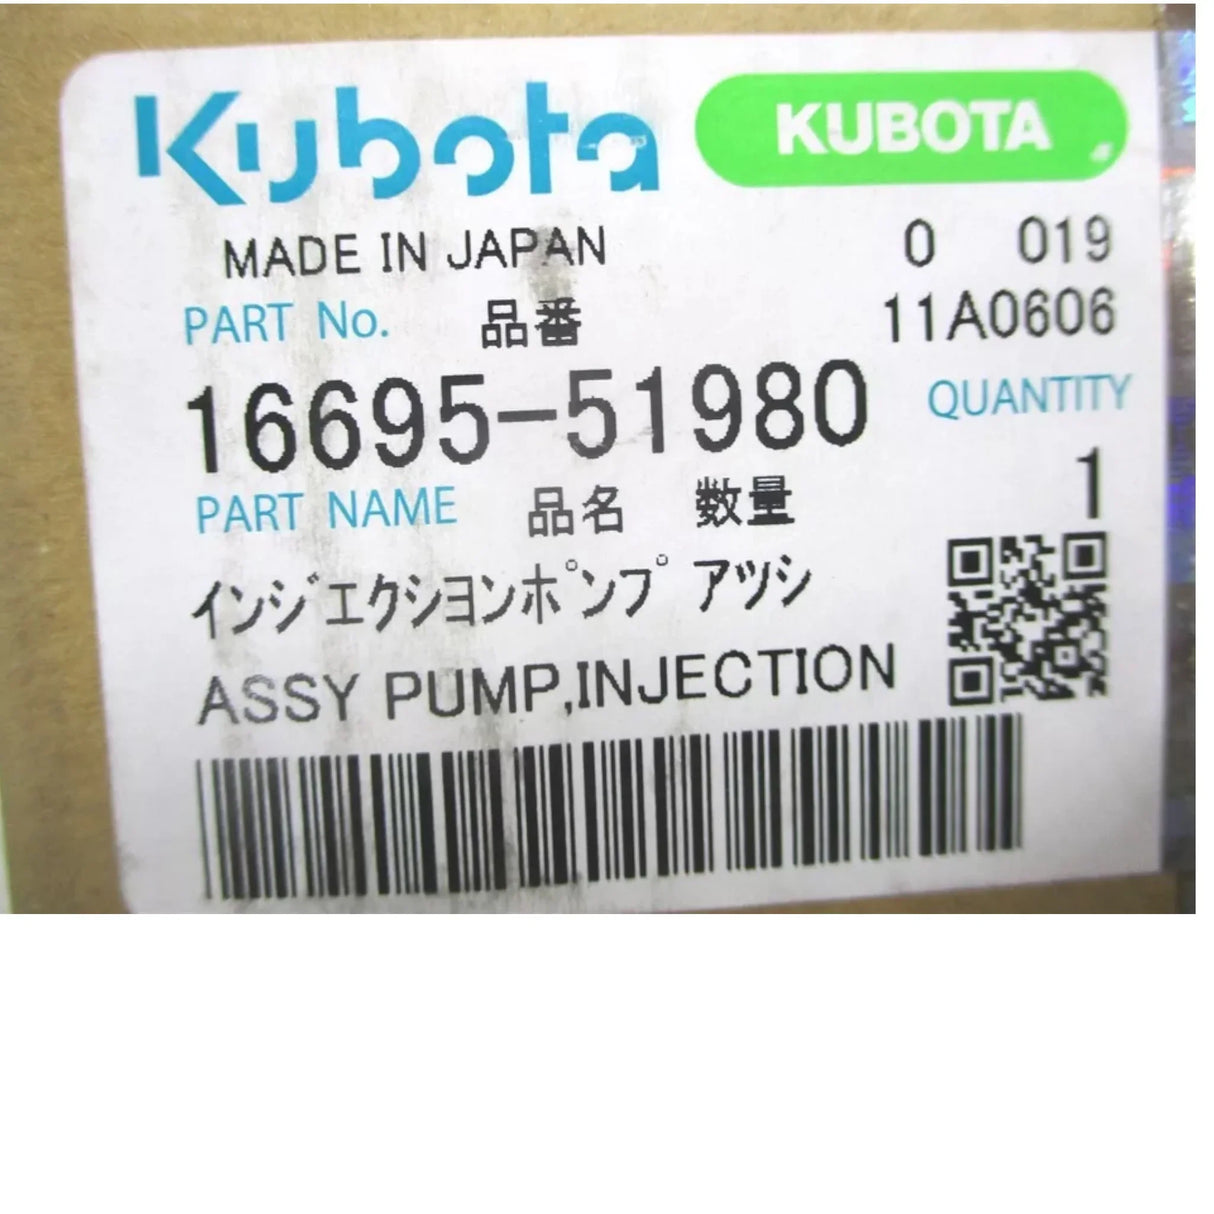 Kubota KUBOTA
MADE IN JAPAN 0 019
PART No. 品番 11A0606
16695-51980 QUANTITY
1
PART NAME 品名 数量
インジエクシヨンポンプ アツシ
ASSY PUMP,INJECTION